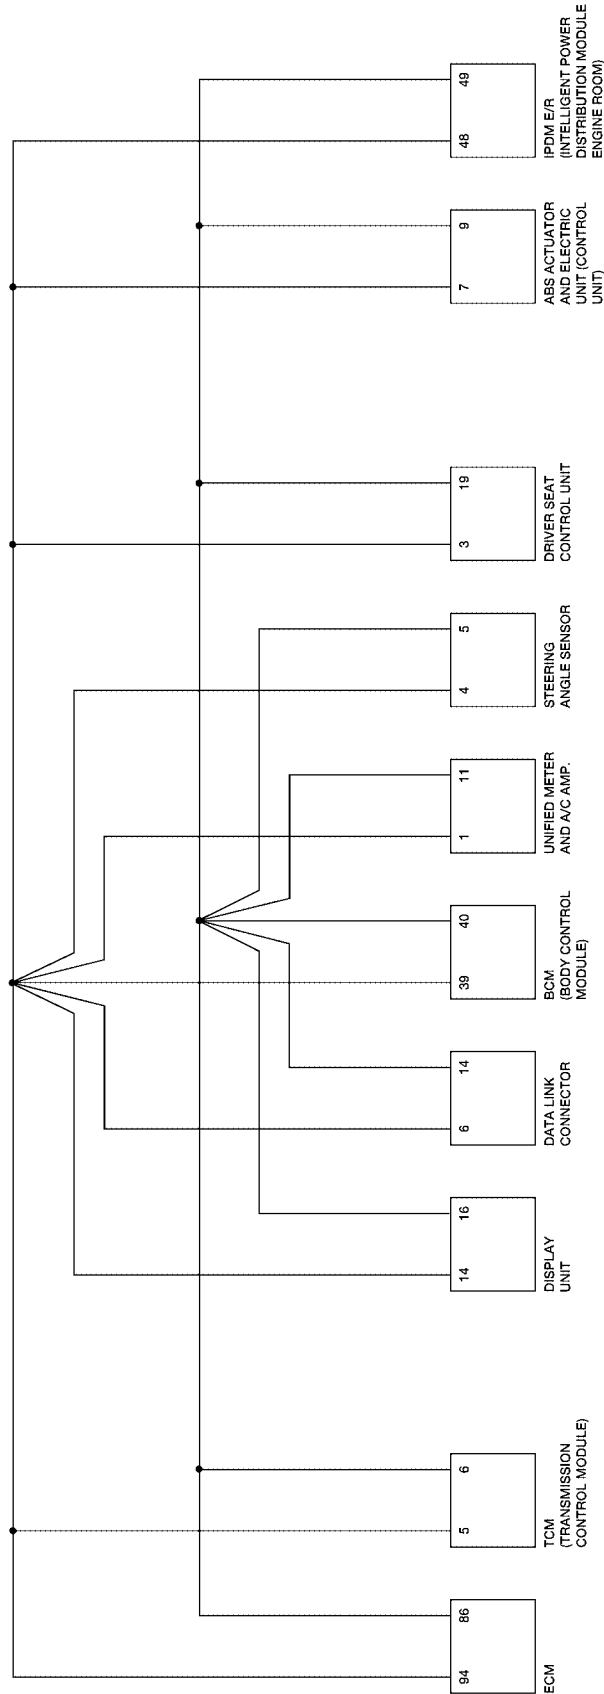 94
86
ECM
5
6
TCM
(TRANSMISSION
CONTROL MODULE)
14
16
DISPLAY
UNIT
6
14
DATA LINK
CONNECTOR
39
40
BCM
(BODY CONTROL
MODULE)
1
11
UNIFIED METER
AND A/C AMP.
4
5
STEERING
ANGLE SENSOR
3
19
DRIVER SEAT
CONTROL UNIT
7
9
ABS ACTUATOR
AND ELECTRIC
UNIT (CONTROL
UNIT)
48
49
IPDM E/R
(INTELLIGENT POWER
DISTRIBUTION MODULE
ENGINE ROOM)